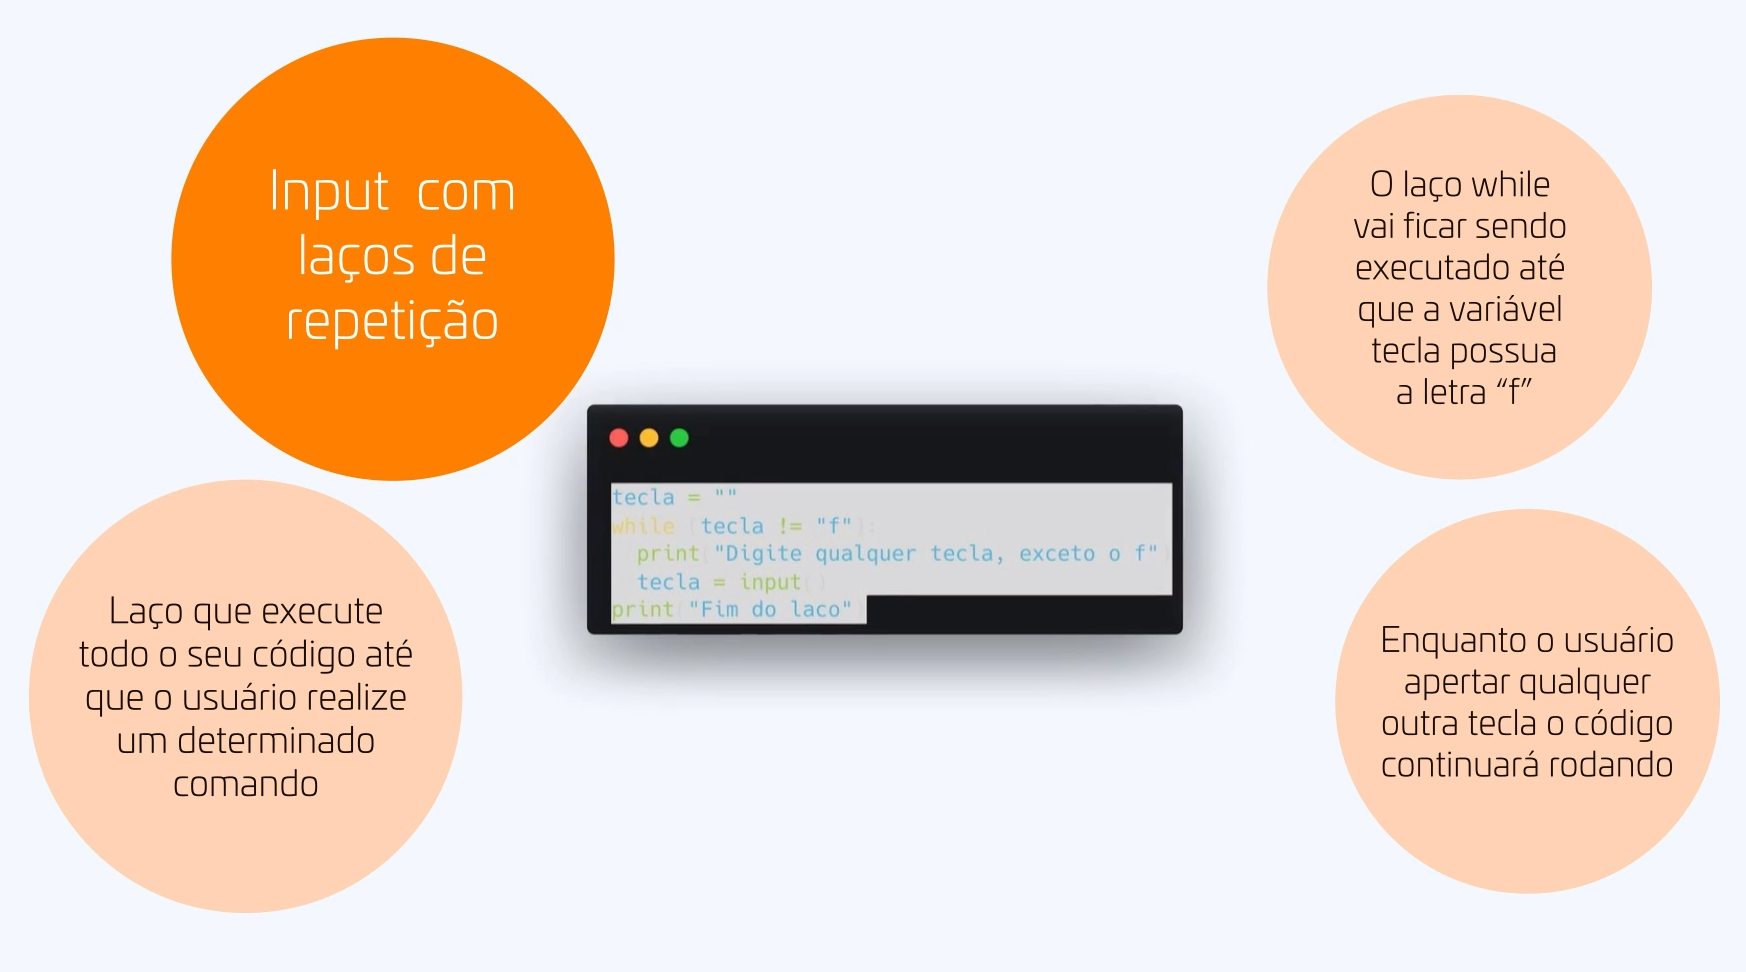 Input  com
laços de
repetição
Laço que execute
todo o seu código até
que o usuário realize
um determinado
comando
tecla = ""
while (tecla != "f"):
  print("Digite qualquer tecla, exceto o f")
  tecla = input()
print("Fim do laco")
O laço while
vai ficar sendo
executado até
que a variável
tecla possua
a letra “f”
Enquanto o usuário
apertar qualquer
outra tecla o código
continuará rodando